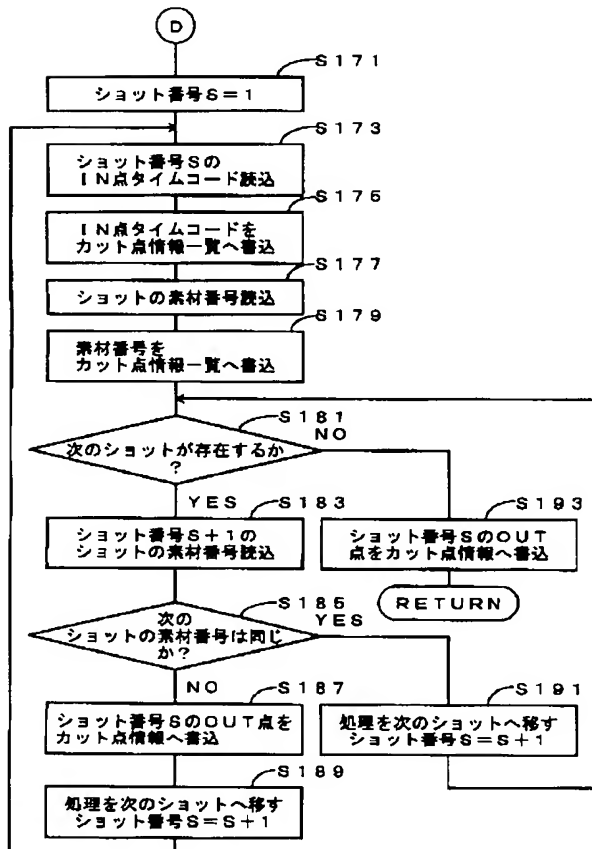 D
S171
ショット番号S=1
S173
ショット番号Sの
IN点タイムコード読込
S175
IN点タイムコードを
カット点情報一覧へ書込
S177
ショットの素材番号読込
S179
素材番号を
カット点情報一覧へ書込
S181
NO
次のショットが存在するか
?
YES
S183
S193
ショット番号S+1の
ショットの素材番号読込
ショット番号SのOUT
点をカット点情報へ書込
RETURN
S185
YES
次の
ショットの素材番号は同じ
か?
NO
S187
S191
ショット番号SのOUT点を
カット点情報へ書込
処理を次のショットへ移す
ショット番号S=S+1
S189
処理を次のショットへ移す
ショット番号S=S+1